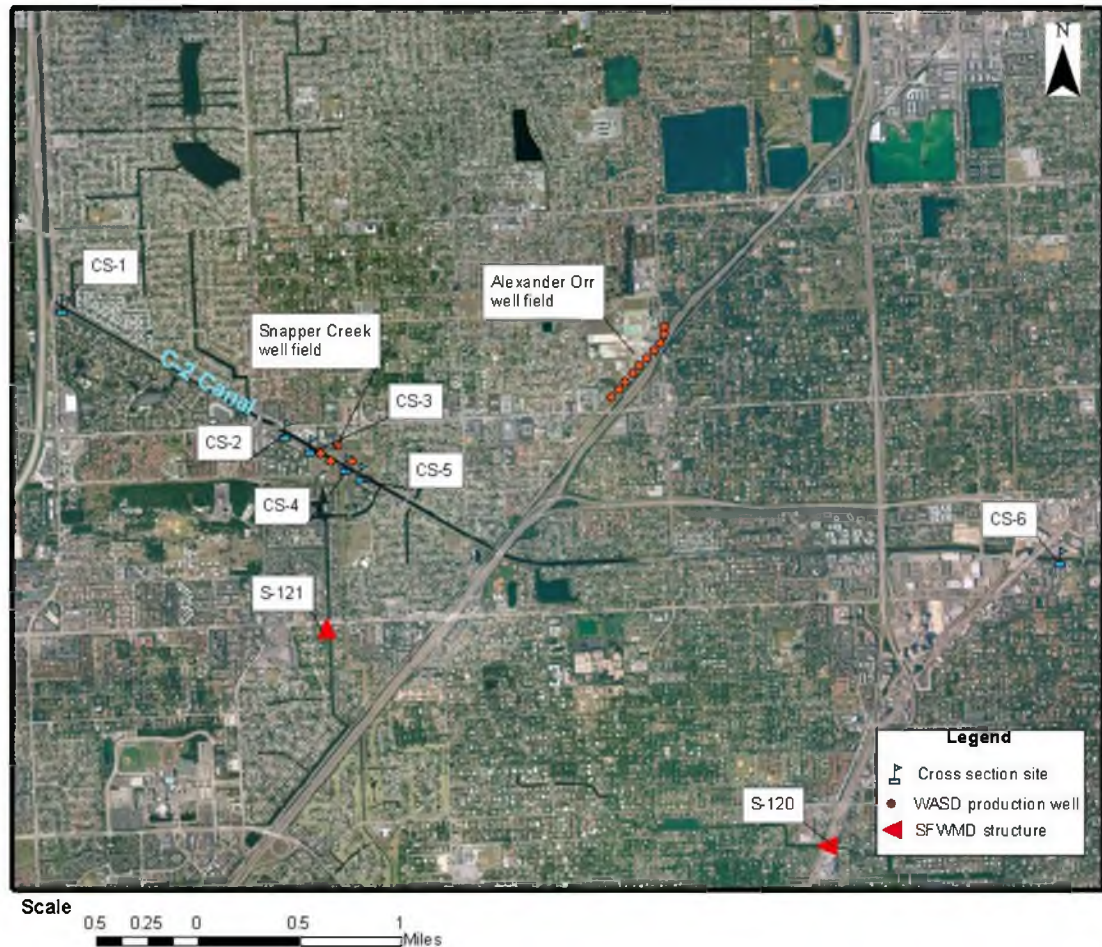 N
CS-1
Alexander Orr
well field
Snapper Creek
well field
C-2 Canal
CS-3
CS-2
CS-5
CS-4
CS-6
S-121
Legend
Cross section site
S-120
WASD production well
SFWMD structure
Scale
0.5 0.25 0 0.5 1
Miles